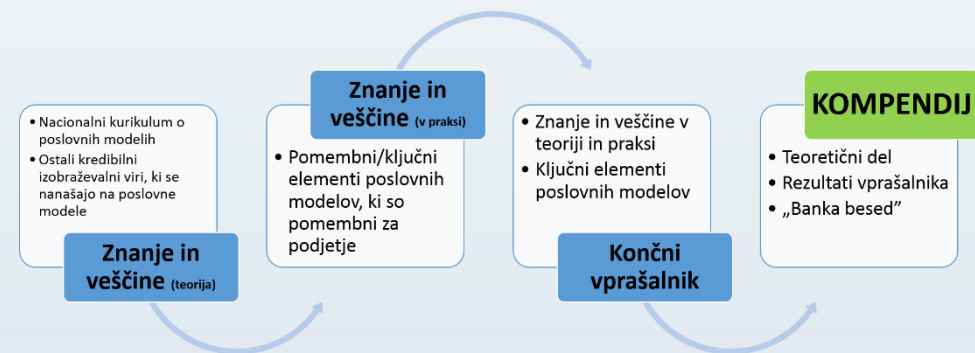 • Nacionalni kurikulum o
poslovnih modelih
• Ostali kredibilni
izobraževalni viri, ki se
nanašajo na poslovne
modele
Znanje in
veščine (teorija)
Znanje in
veščine (v praksi)
• Pomembni/ključni
elementi poslovnih
modelov, ki so
pomembni za
podjetje
• Znanje in veščine v
teoriji in praksi
• Ključni elementi
poslovnih modelov
Končni
vprašalnik
KOMPENDIJ
• Teoretični del
• Rezultati vprašalnika
• „Banka besed”